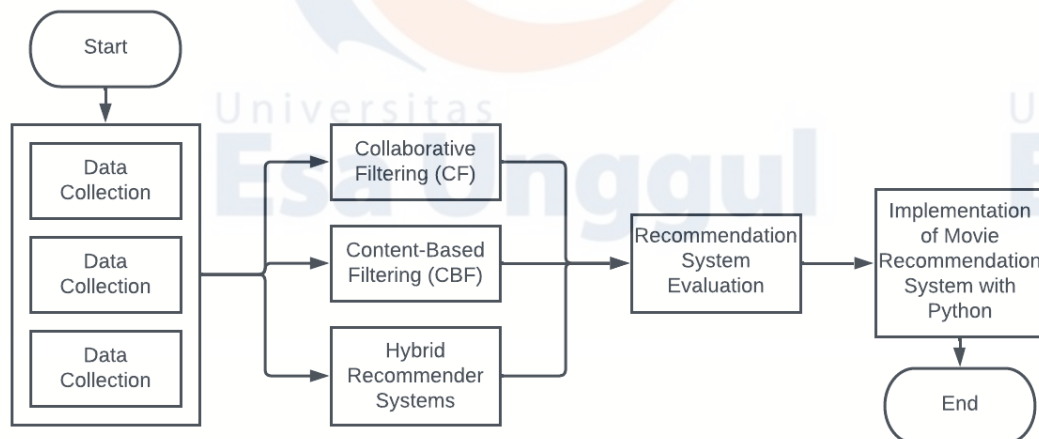 Start
Universitas
Esa Unggul
Data
Collection
Data
Collection
Data
Collection
Collaborative
Filtering (CF)
Content-Based
Filtering (CBF)
Hybrid
Recommender
Systems
Recommendation
System
Evaluation
Implementation
of Movie
Recommendation
System with
Python
End